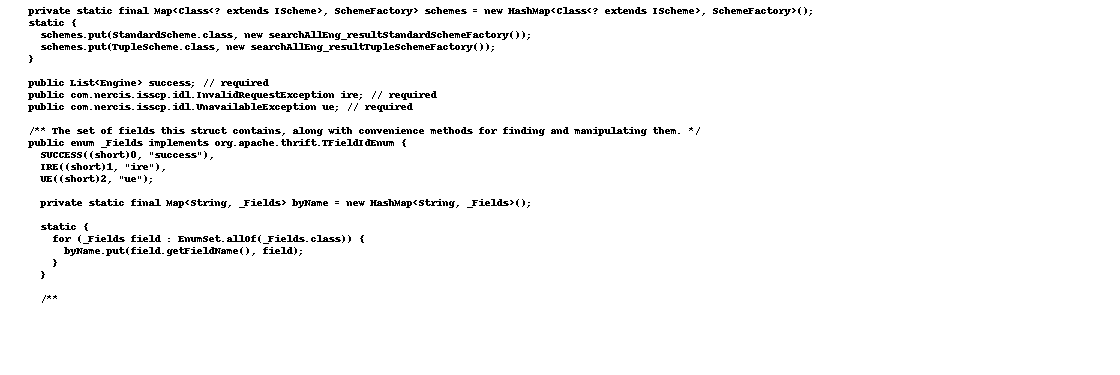 private static final Map<Class<? extends IScheme>, SchemeFactory> schemes = new HashMap<Class<? extends IScheme>, SchemeFactory>();
static {
schemes.put(StandardScheme.class, new searchAllEng_resultStandardSchemeFactory());
schemes.put(TupleScheme.class, new searchAllEng_resultTupleSchemeFactory());
}
public List<Engine> success; // required
public com.nercis.isscp.idl.InvalidRequestException ire; // required
public com.nercis.isscp.idl.UnavailableException ue; // required
/** The set of fields this struct contains, along with convenience methods for finding and manipulating them. */
public enum _Fields implements org.apache.thrift.TFieldIdEnum {
SUCCESS((short)0, "success"),
IRE((short)1, "ire"),
UE((short)2, "ue");
private static final Map<String, _Fields> byName = new HashMap<String, _Fields>();
static {
for (_Fields field : EnumSet.allOf(_Fields.class)) {
byName.put(field.getFieldName(), field);
}
}
/**